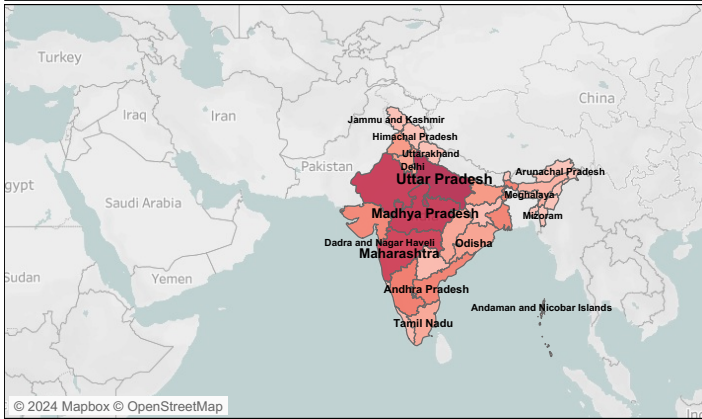 Turkey
China
Iraq
Iran
Jammu and Kashmir
Himachal Pradesh
Uttarakhand
Pakistan
Delhi
Arunachal Pradesh
gypt
Uttar Pradesh
Meghalaya
Saudi Arabia
Madhya Pradesh
Mizoram
Dadra and Nagar Haveli
Odisha
Maharashtra
Sudan
Yemen
Andhra Pradesh
Andaman and Nicobar Islands
Tamil Nadu
© 2024 Mapbox © OpenStreetMap
Inc